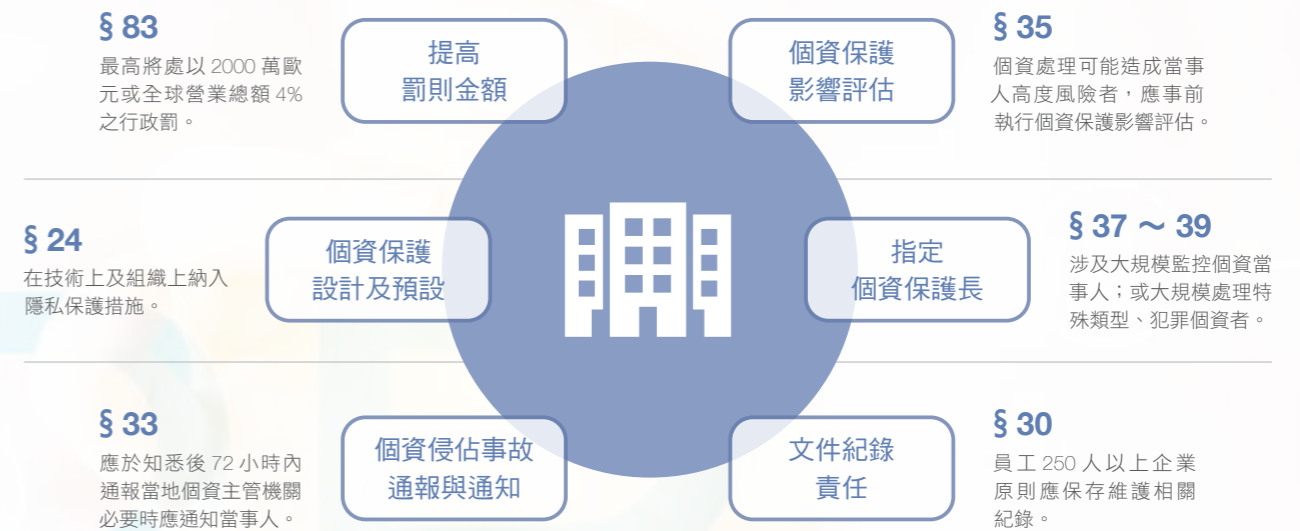 § 83
最高將處以 2000 萬歐
元或全球營業總額 4%
之行政罰。
提高
罰則金額
個資保護
影響評估
§ 35
個資處理可能造成當事
人高度風險者，應事前
執行個資保護影響評估。
§ 24
在技術上及組織上納入
隱私保護措施。
個資保護
設計及預設
指定
個資保護長
§ 37 ～ 39
涉及大規模監控個資當
事人；或大規模處理特
殊類型、犯罪個資者。
§ 33
應於知悉後 72 小時內
通報當地個資主管機關
必要時應通知當事人。
個資侵佔事故
通報與通知
文件紀錄
責任
§ 30
員工 250 人以上企業
原則應保存維護相關
紀錄。